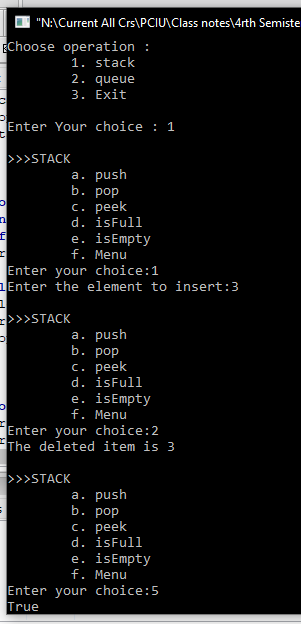 "N:\Current All Crs\PCIU\Class notes\4rth Semiste
Choose operation :
1. stack
2. queue
3. Exit
Enter Your choice : 1
>>>STACK
a. push
b. pop
c. peek
d. isFull
e. isEmpty
f. Menu
Enter your choice:1
Enter the element to insert:3
>>>STACK
a. push
b. pop
c. peek
d. isFull
e. isEmpty
f. Menu
Enter your choice:2
The deleted item is 3
>>>STACK
a. push
b. pop
c. peek
d. isFull
e. isEmpty
f. Menu
Enter your choice:5
True